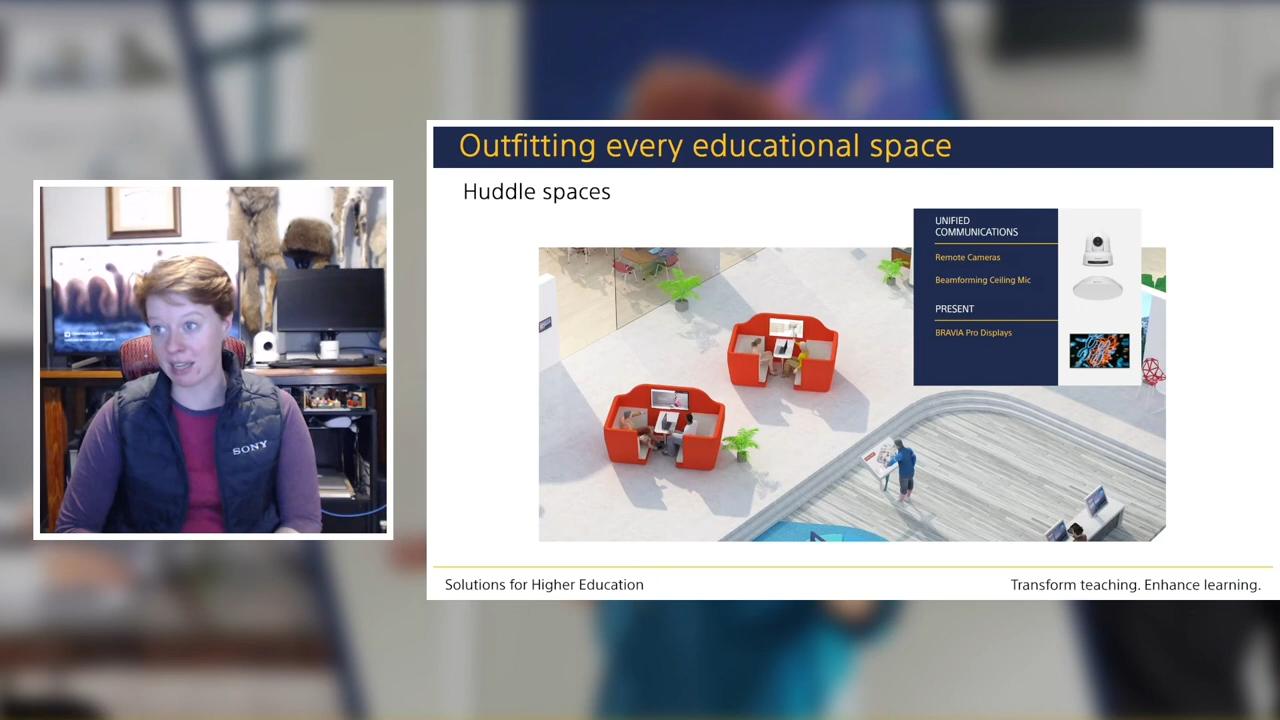 Outfitting every educational space
Huddle spaces
UNIFIED
COMMUNICATIONS
Remote Cameras
Beamforming Ceiling Mic
PRESENT
BRAVIA Pro Displays
SONY
Solutions for Higher Education
Transform teaching. Enhance learning.